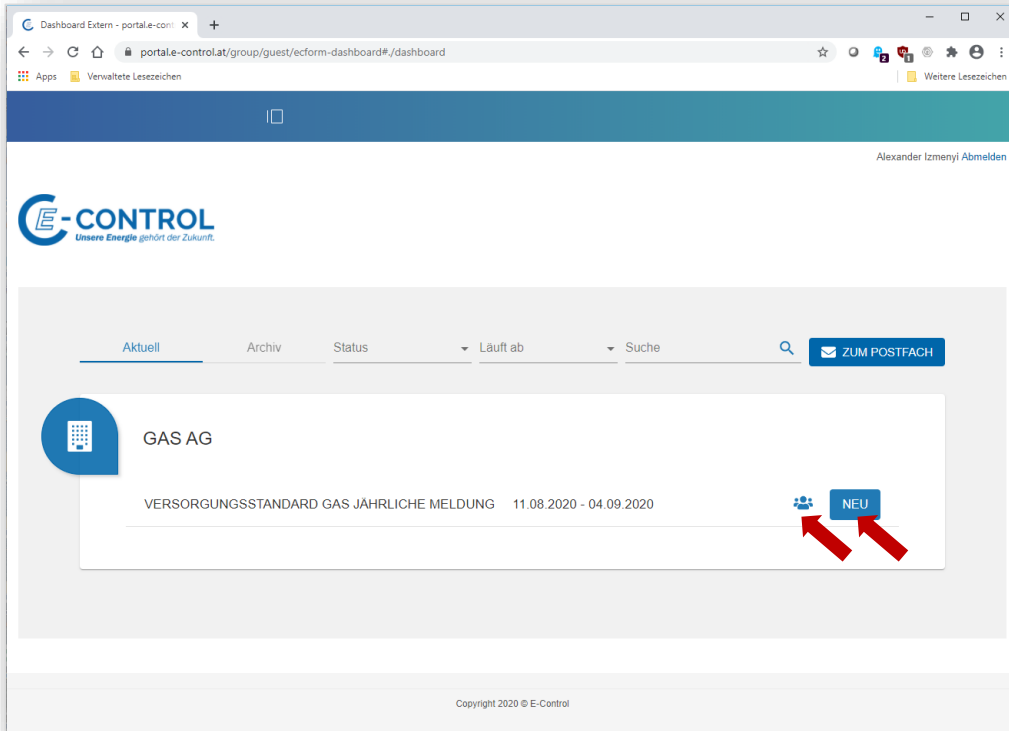 Dashboard Extern - portal.e-cont
portal.e-control.at/group/guest/ecform-dashboard#./dashboard
2
1
Apps
Verwaltete Lesezeichen
Weitere Lesezeichen
Alexander Izmenyi Abmelden
E-CONTROL
Unsere Energie gehört der Zukunft.
Aktuell
Archiv
Status
Läuft ab
Suche
ZUM POSTFACH
GAS AG
VERSORGUNGSSTANDARD GAS JÄHRLICHE MELDUNG 11.08.2020 - 04.09.2020
NEU
Copyright 2020 © E-Control